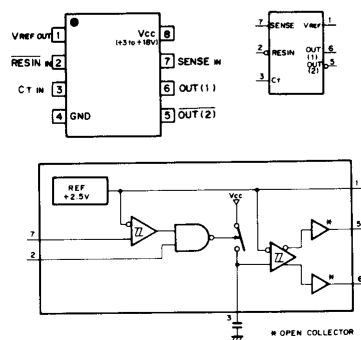 VREF OUT 1
8
Vcc
(+3 to +18V)
RESIN IN 2
7 SENSE IN
CT IN 3
6 OUT(1)
4 GND
5 OUT(2)
7 SENSE VREF 1
2 RESIN
OUT
(1) 6
OUT
(2) 5
3 CT
REF
+2.5V
Vcc
1
*
5
7
2
*
6
3
* OPEN COLLECTOR